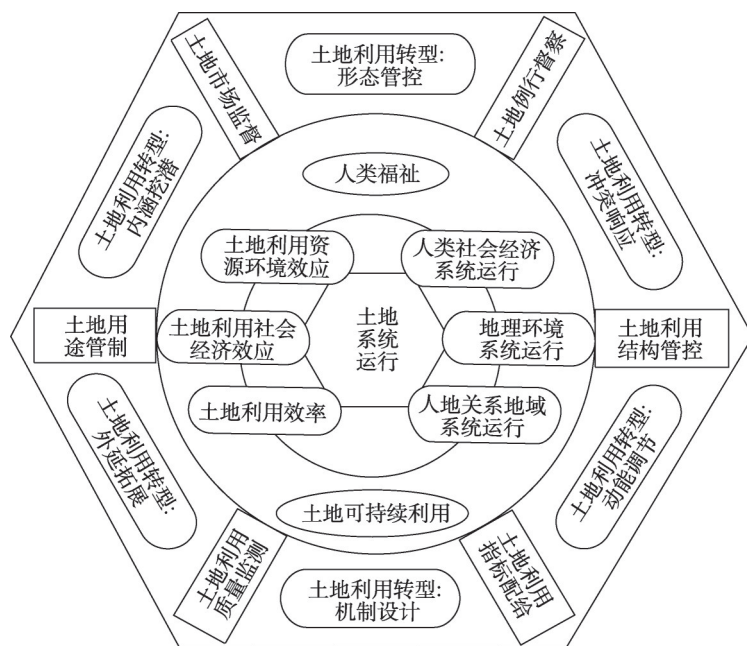 土地利用转型:
形态管控
土地市场监督
土地例行督察
土地利用转型:
内涵挖潜
土地利用转型:
冲突响应
人类福祉
土地利用资
源环境效应
人类社会经济
系统运行
土地用
途管制
土地利用社会
经济效应
土地
系统
运行
地理环境
系统运行
土地利用
结构管控
土地利用效率
人地关系地域
系统运行
土地利用转型:
外延拓展
土地利用转型:
动能调节
土地可持续利用
土地利用
质量监测
土地利用
指标配给
土地利用转型:
机制设计